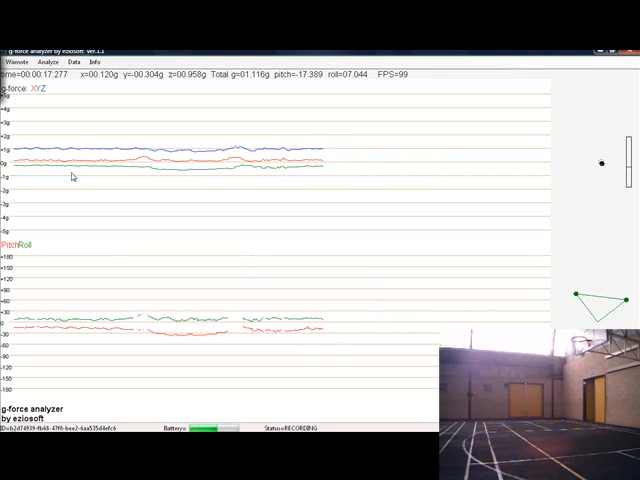 g-force analyzer by eziosoft ver.1.1
Wiimote Analyze Data Info
time=00:00:17:277 x=00.120g y=-00.304g z=00.958g Total g=01.116g pitch=-17.389 roll=07.044 FPS=99
g-force: XYZ
+5g
+4g
+3g
+2g
+1g
0g
-1g
-2g
-3g
-4g
-5g
PitchRoll
+180
+150
+120
+90
+60
+30
0
-30
-60
-90
-120
-150
-180
g-force analyzer
by eziosoft
Battery= Status=RECORDING